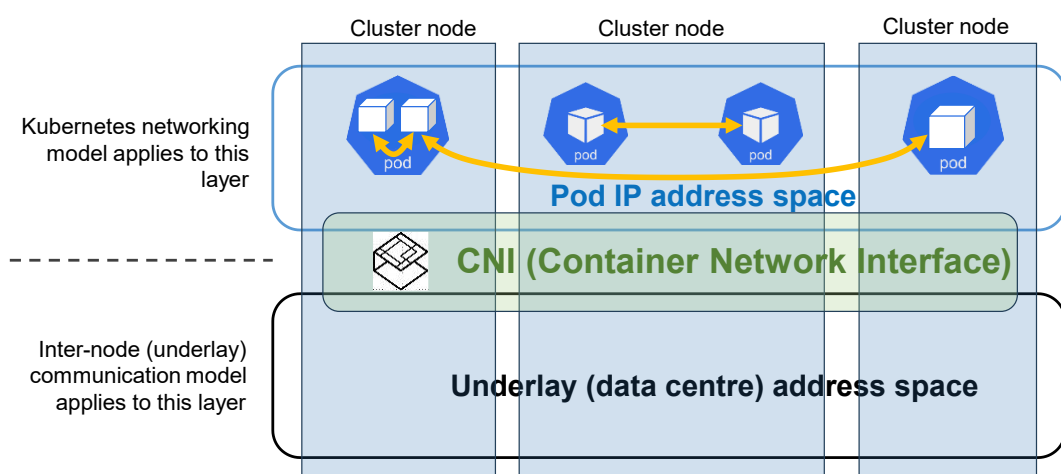 Cluster node
Cluster node
Cluster node
Kubernetes networking
model applies to this
layer
pod
pod
pod
pod
Pod IP address space
CNI (Container Network Interface)
Inter-node (underlay)
communication model
applies to this layer
Underlay (data centre) address space